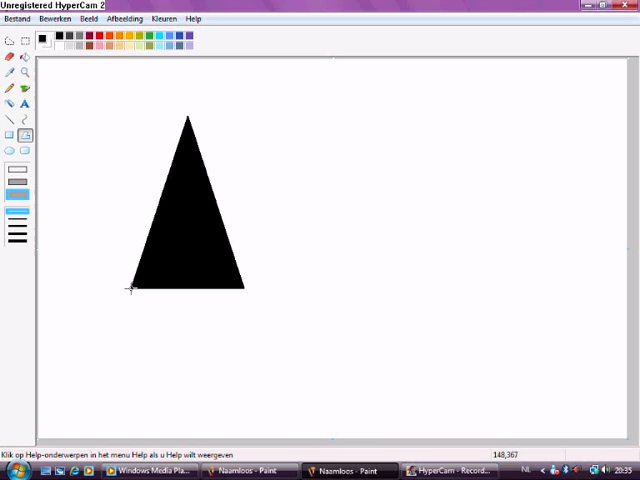 Unregistered HyperCam 2
Bestand Bewerken Beeld Afbeelding Kleuren Help
A
Klik op Help-onderwerpen in het menu Help als u Help wilt weergeven
148,367
Windows Media Pla...
Naamloos - Paint
Naamloos - Paint
HyperCam - Record...
NL
20:35